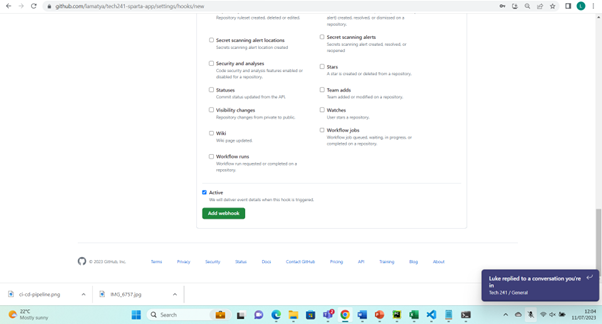 github.com/lamatya/tech241-sparta-app/settings/hooks/new
Repository subset created, deleted or edited.
alert created, resolved, or dismissed on a
repository.
Secret scanning alert locations
Secrets scanning alert location created
Secret scanning alerts
Secrets scanning alert created, resolved, or
reopened
Security and analyses
Code security and analysis features enabled or
disabled for a repository.
Stars
A star is created or deleted from a repository.
Statuses
Commit status updated from the API.
Team adds
Team added or modified on a repository.
Visibility changes
Repository changes from private to public.
Watches
User stars a repository.
Wiki
Wiki page updated.
Workflow jobs
Workflow job queued, waiting, in progress, or
completed on a repository.
Workflow runs
Workflow run requested or completed on a
repository.
Active
We will deliver event details when this hook is triggered.
Add webhook
© 2023 GitHub, Inc.
Terms
Privacy
Security
Status
Docs
Contact GitHub
Pricing
API
Training
Blog
About
Luke replied to a conversation you're
in
Tech 241 / General
ci-cd-pipeline.png
22°C
Mostly sunny
Search
12:04
11/07/2023